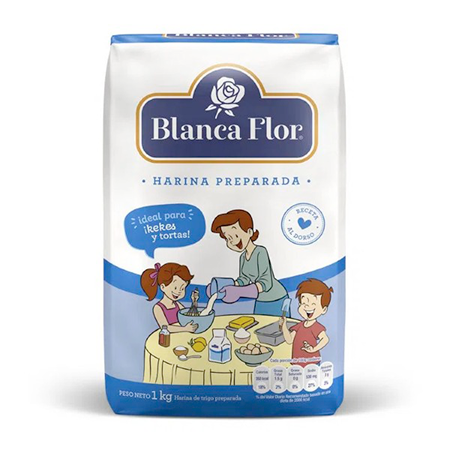 Blanca Flor®
• HARINA PREPARADA •
¡ideal para
¡kekes
y tortas!
RECETA
AL DORSO
PESO NETO 1 kg Harina de trigo preparada